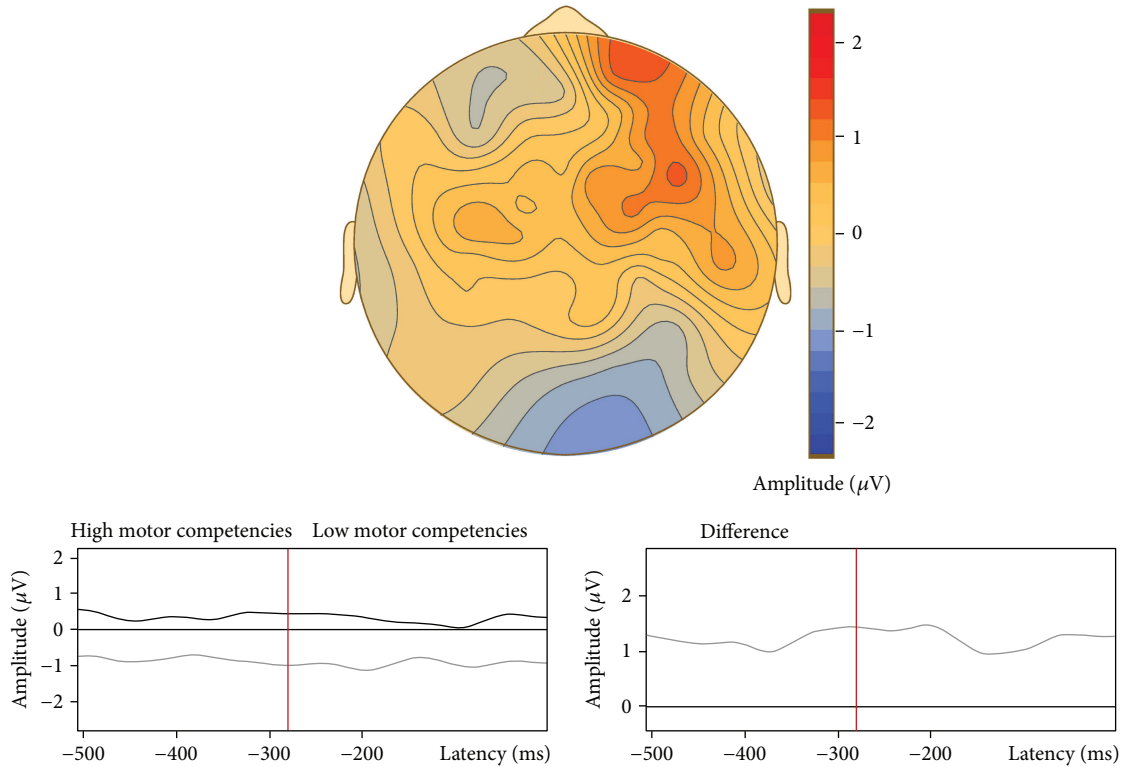 2
1
0
−1
−2
Amplitude (μV)
High motor competencies Low motor competencies
Amplitude (μV)
2
1
0
−1
−2
−500 −400 −300 −200 Latency (ms)
Difference
Amplitude (μV)
2
1
0
−500 −400 −300 −200 Latency (ms)